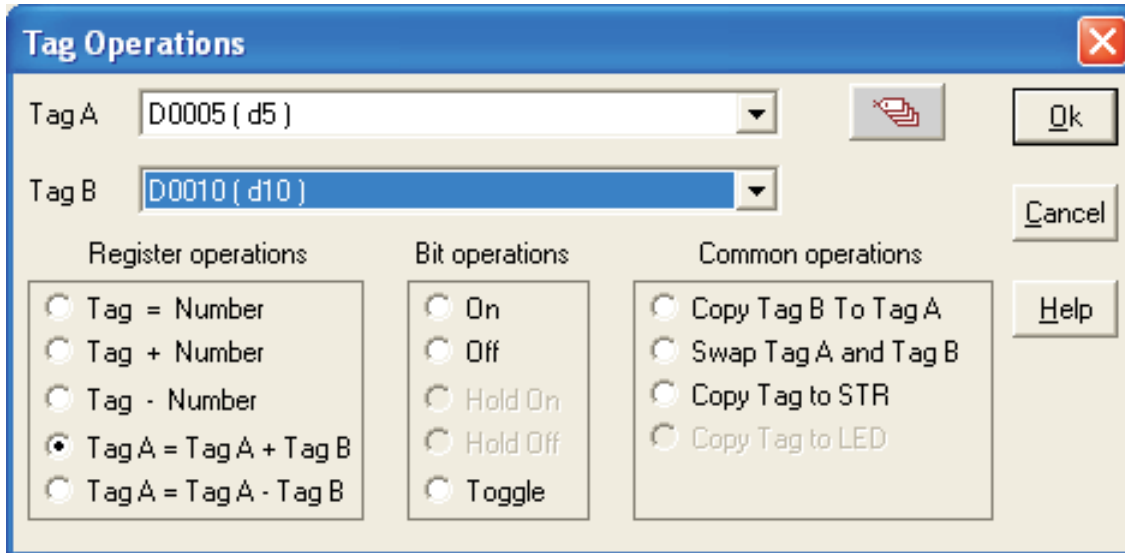 Tag Operations
Tag A
D0005 ( d5 )
Ok
Tag B
D0010 ( d10 )
Cancel
Register operations
Bit operations
Common operations
Tag = Number
Tag + Number
Tag - Number
Tag A = Tag A + Tag B
Tag A = Tag A - Tag B
On
Off
Hold On
Hold Off
Toggle
Copy Tag B To Tag A
Swap Tag A and Tag B
Copy Tag to STR
Copy Tag to LED
Help